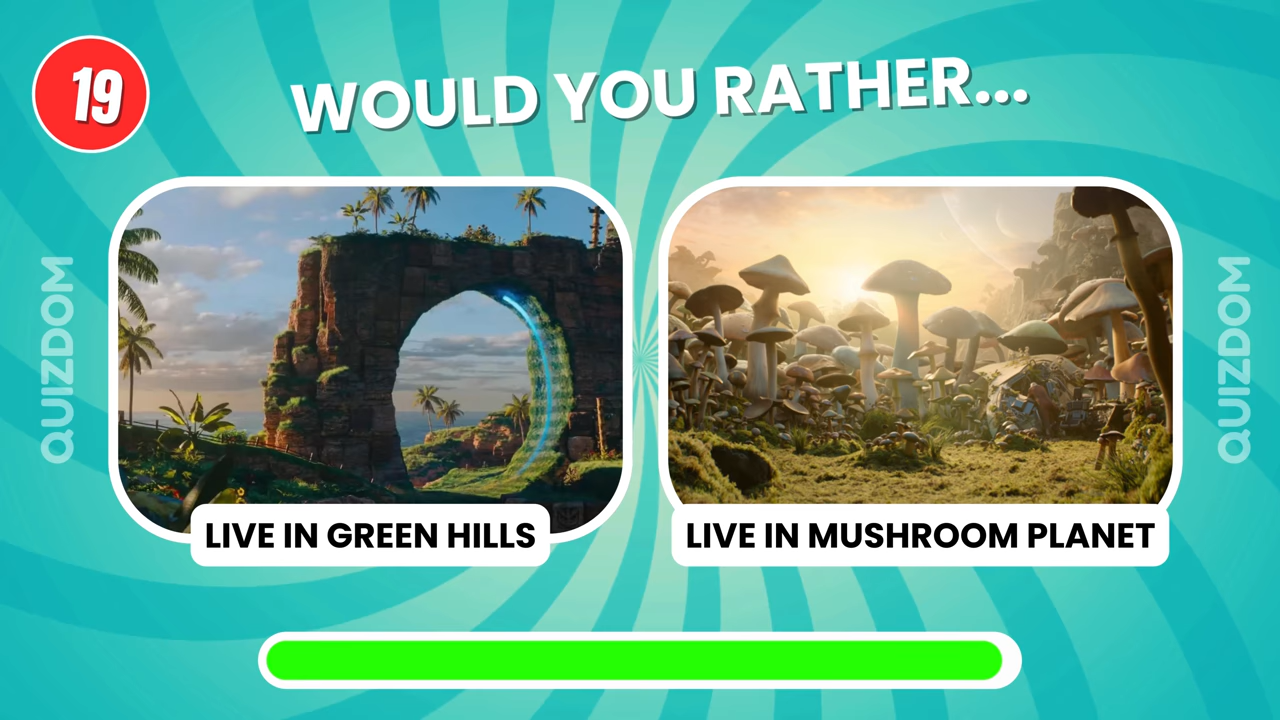 19
WOULD YOU RATHER...
QUIZDOM
QUIZDOM
LIVE IN GREEN HILLS
LIVE IN MUSHROOM PLANET